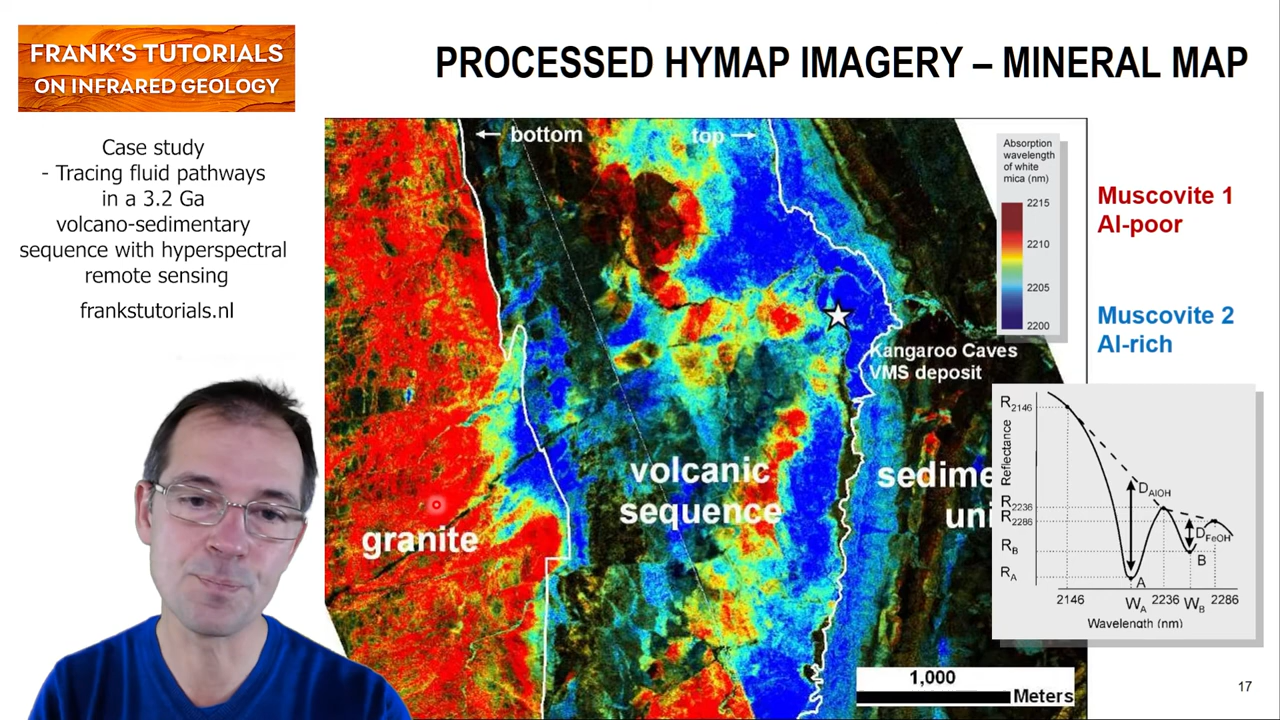 FRANK'S TUTORIALS
ON INFRARED GEOLOGY
PROCESSED HYMAP IMAGERY – MINERAL MAP
Case study
- Tracing fluid pathways
in a 3.2 Ga
volcano-sedimentary
sequence with hyperspectral
remote sensing
frankstutorials.nl
← bottom
top →
Absorption
wavelength
of white
mica (nm)
2215
2210
2205
2200
Muscovite 1
Al-poor
Muscovite 2
Al-rich
Kangaroo Caves
VMS deposit
volcanic
sequence
sedime
uni
granite
1,000
Meters
R2146
Reflectance
R2236
R2286
RB
RA
DAlOH
DFeOH
A
B
2146
WA
2236
WB
2286
Wavelength (nm)
17